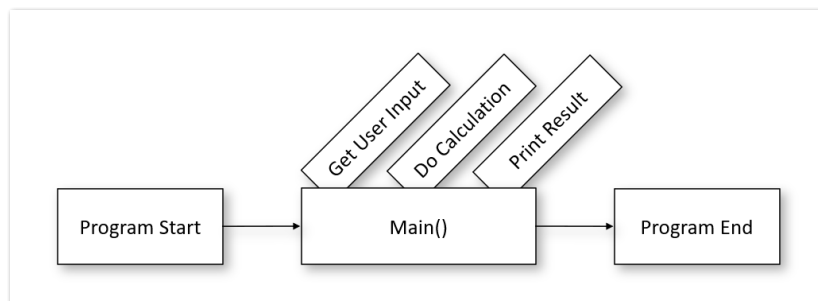 Get User Input
Do Calculation
Print Result
Program Start
Main()
Program End